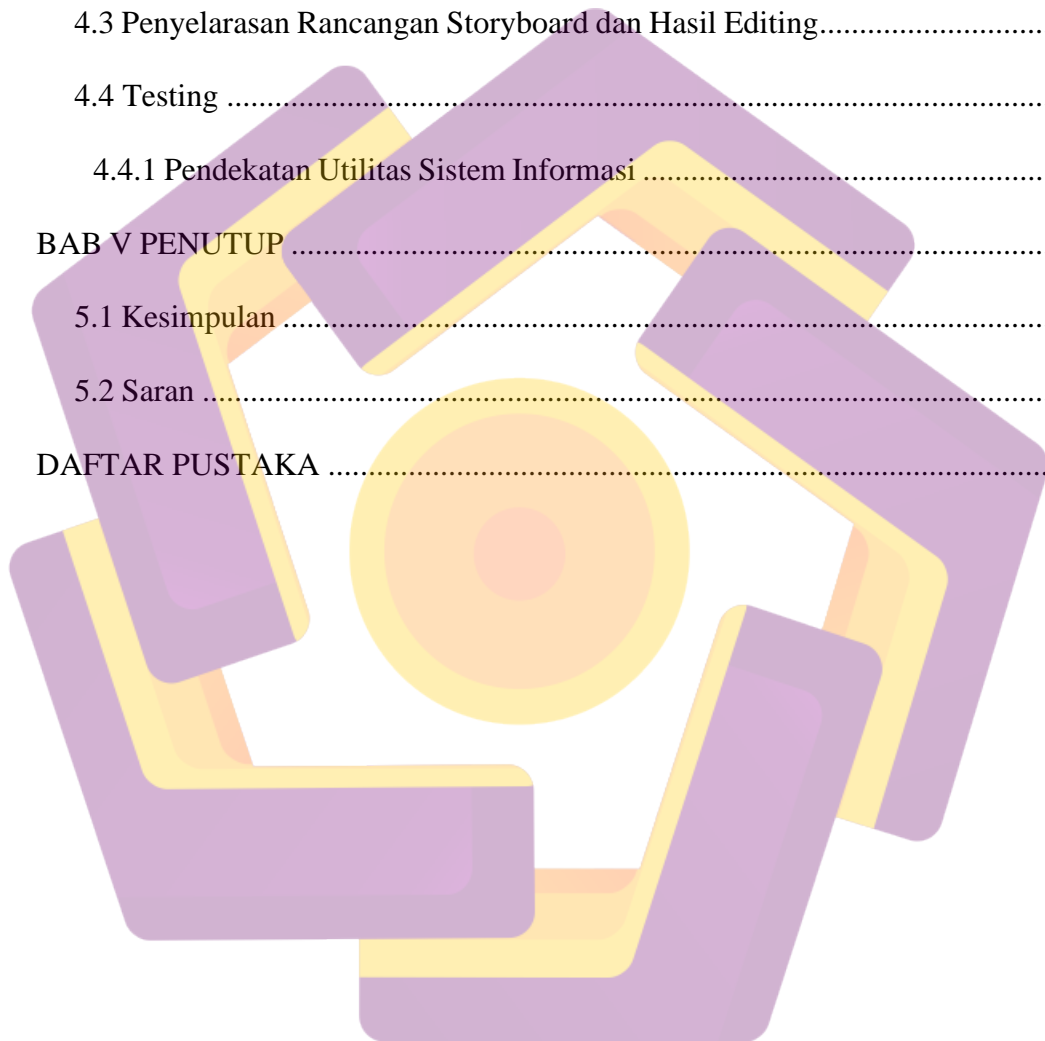 4.3 Penyelarasan Rancangan Storyboard dan Hasil Editing..........................
4.4 Testing ....................................................................................................
4.4.1 Pendekatan Utilitas Sistem Informasi ................................................
BAB V PENUTUP ............................................................................................
5.1 Kesimpulan .............................................................................................
5.2 Saran .......................................................................................................
DAFTAR PUSTAKA ........................................................................................